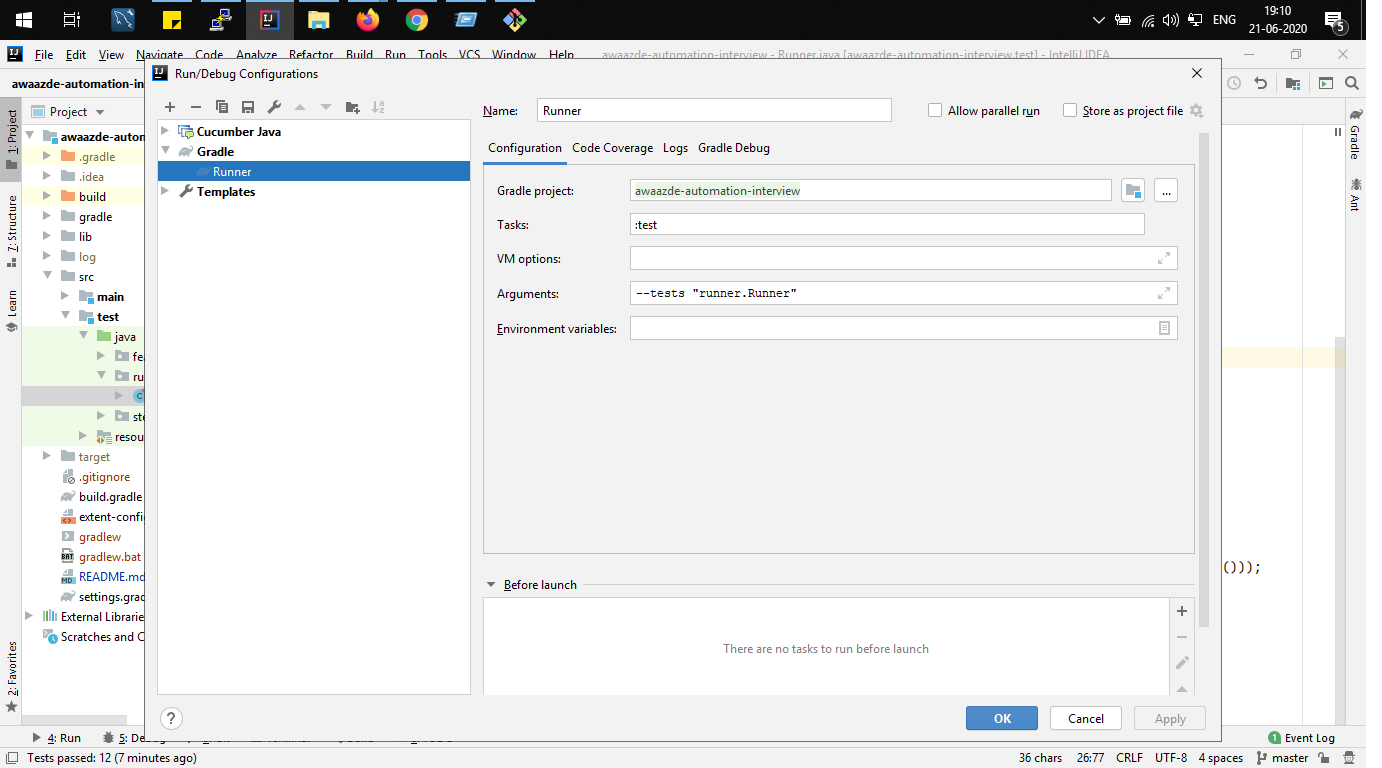 ENG
19:10
21-06-2020
5
File Edit View Navigate Code Analyze Refactor Build Run Tools VCS Window Help
awaazde-automation-interview - Runner.java [awaazde-automation-interview.test] - IntelliJ IDEA
awaazde-automation-in
Run/Debug Configurations
1: Project
7: Structure
Learn
2: Favorites
Project
awaazde-autom
.gradle
.idea
build
gradle
lib
log
src
main
test
java
fea
ru
C
ste
resou
target
.gitignore
build.gradle
extent-confi
gradlew
gradlew.bat
README.md
settings.grad
External Librarie
Scratches and C
Cucumber Java
Gradle
Runner
Templates
Name: Runner
Allow parallel run
Store as project file
Configuration Code Coverage Logs Gradle Debug
Gradle project: awaazde-automation-interview
...
Tasks: :test
VM options:
Arguments: --tests "runner.Runner"
Environment variables:
Before launch
There are no tasks to run before launch
?
OK Cancel Apply
()));
Gradle
Ant
4: Run
5: Debug
1 Event Log
Tests passed: 12 (7 minutes ago)
36 chars 26:77 CRLF UTF-8 4 spaces master